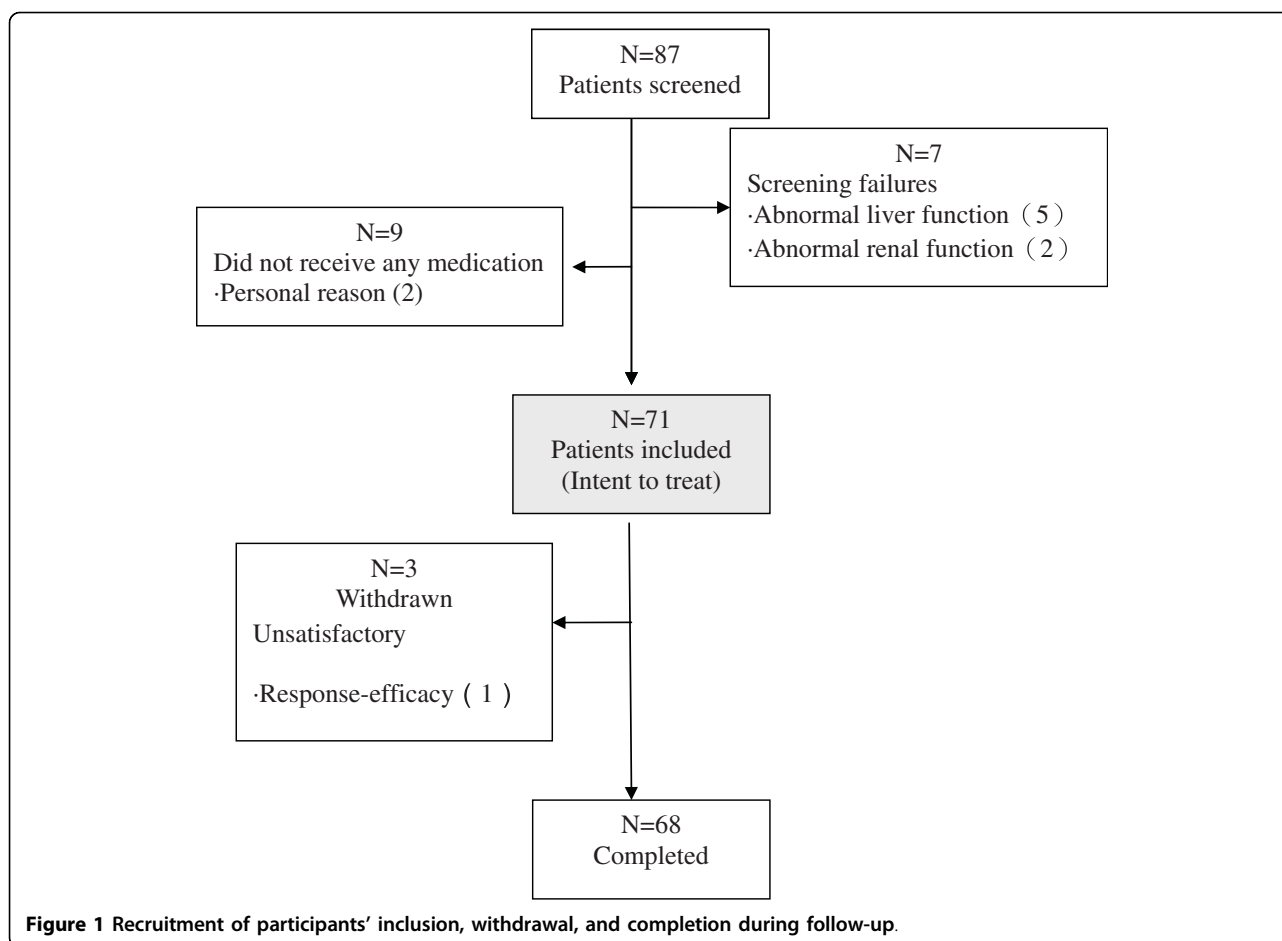 N=87
Patients screened
N=7
Screening failures
·Abnormal liver function（5）
·Abnormal renal function（2）
N=9
Did not receive any medication
·Personal reason (2)
N=71
Patients included
(Intent to treat)
N=3
Withdrawn
Unsatisfactory
·Response-efficacy（1）
N=68
Completed
Figure 1 Recruitment of participants’ inclusion, withdrawal, and completion during follow-up.